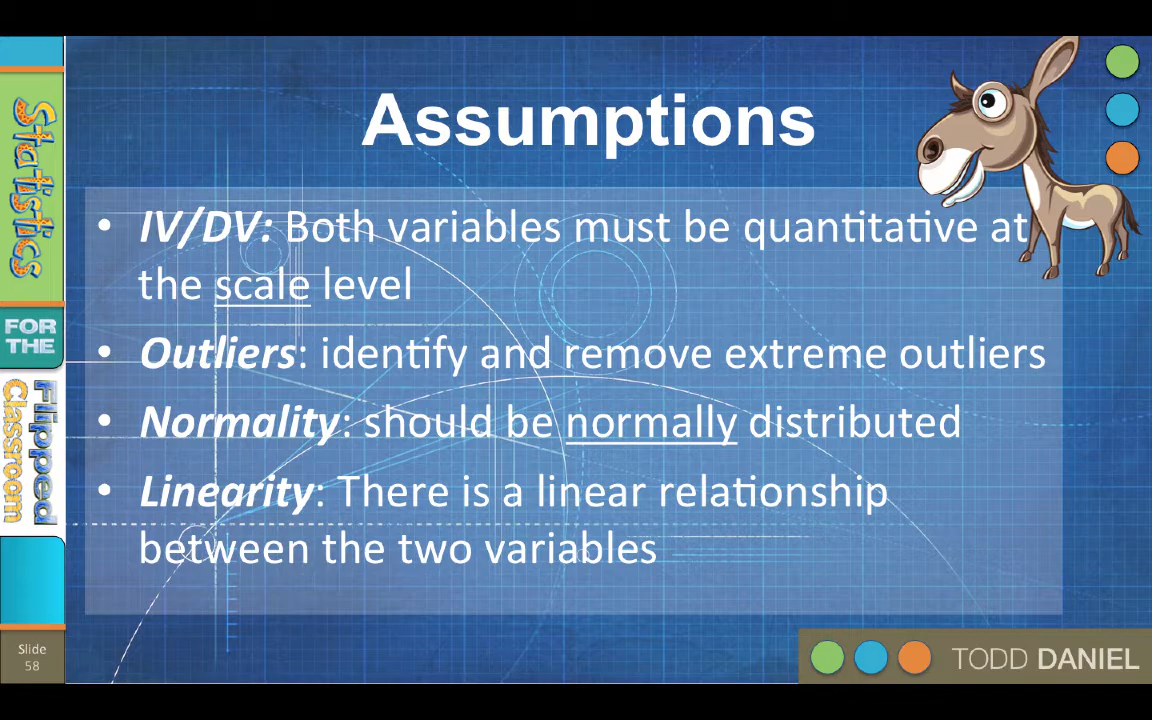 Assumptions
• IV/DV: Both variables must be quantitative at
the scale level
• Outliers: identify and remove extreme outliers
• Normality: should be normally distributed
• Linearity: There is a linear relationship
between the two variables
Statistics
FOR
THE
Flipped
Classroom
Slide
58
TODD DANIEL